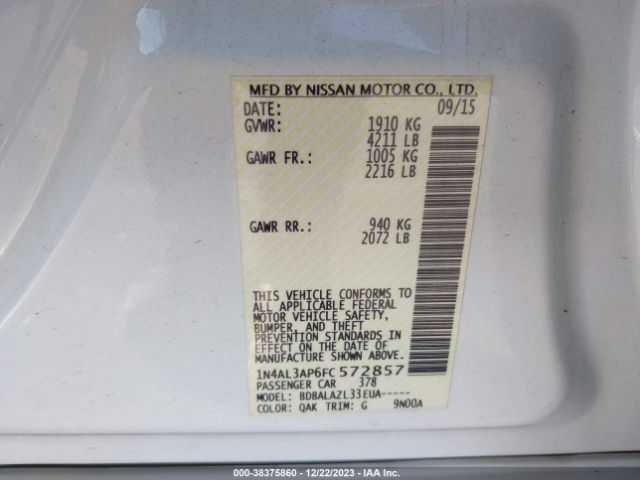 MFD BY NISSAN MOTOR CO., LTD.
DATE: 09/15
GVWR: 1910 KG
4211 LB
GAWR FR.: 1005 KG
2216 LB
GAWR RR.: 940 KG
2072 LB
THIS VEHICLE CONFORMS TO
ALL APPLICABLE FEDERAL
MOTOR VEHICLE SAFETY,
BUMPER, AND THEFT
PREVENTION STANDARDS IN
EFFECT ON THE DATE OF
MANUFACTURE SHOWN ABOVE.
1N4AL3AP6FC572857
PASSENGER CAR 378
MODEL: BDBALAZL33EUA-----
COLOR: QAK TRIM: G 9N00A
000-38375860 - 12/22/2023 - IAA Inc.